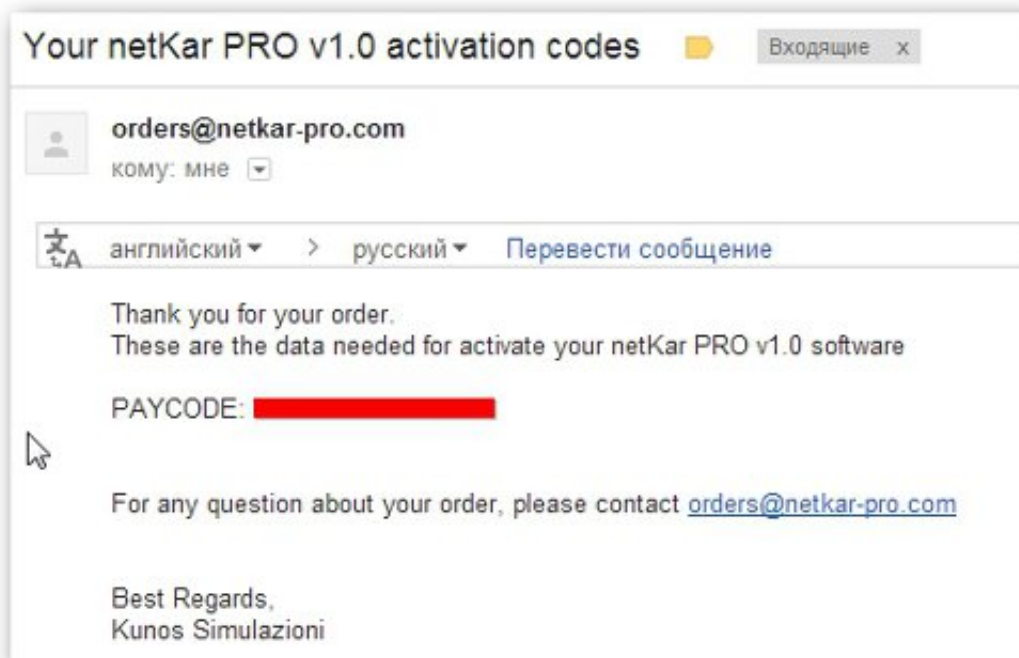 Your netKar PRO v1.0 activation codes Входящие x
orders@netkar-pro.com
кому: мне
английский > русский Перевести сообщение
Thank you for your order.
These are the data needed for activate your netKar PRO v1.0 software
PAYCODE:
For any question about your order, please contact orders@netkar-pro.com
Best Regards,
Kunos Simulazioni